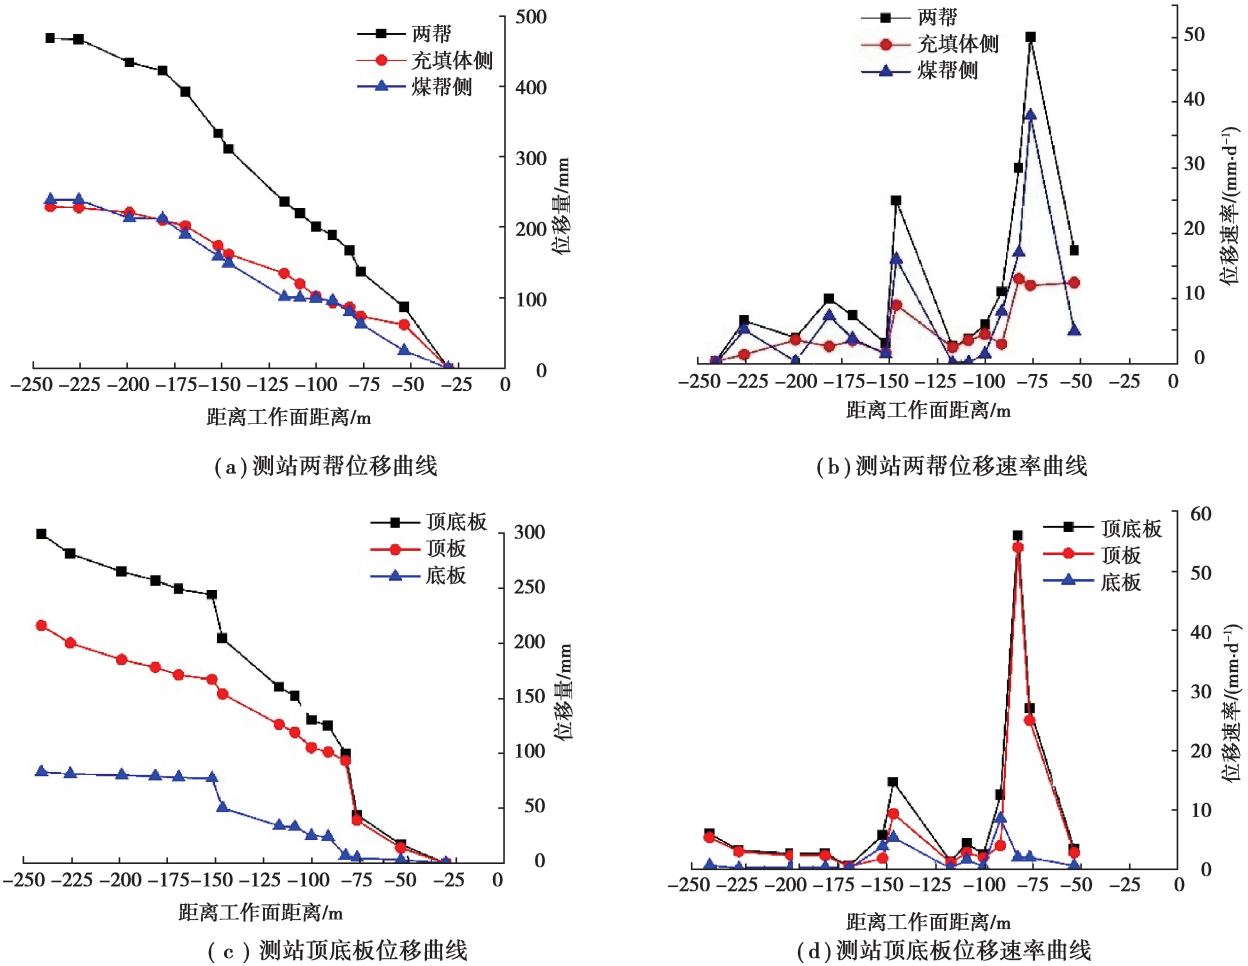 两帮
充填体侧
煤帮侧
500
400
300
200
100
0
位移量/mm
-250 -225 -200 -175 -150 -125 -100 -75 -50 -25 0
距离工作面距离/m
(a)测站两帮位移曲线
两帮
充填体侧
煤帮侧
50
40
30
20
10
0
位移速率/(mm·d⁻¹)
-250 -225 -200 -175 -150 -125 -100 -75 -50 -25 0
距离工作面距离/m
(b)测站两帮位移速率曲线
顶底板
顶板
底板
300
250
200
150
100
50
0
位移量/mm
-250 -225 -200 -175 -150 -125 -100 -75 -50 -25 0
距离工作面距离/m
(c)测站顶底板位移曲线
顶底板
顶板
底板
60
50
40
30
20
10
0
位移速率/(mm·d⁻¹)
-250 -225 -200 -175 -150 -125 -100 -75 -50 -25 0
距离工作面距离/m
(d)测站顶底板位移速率曲线